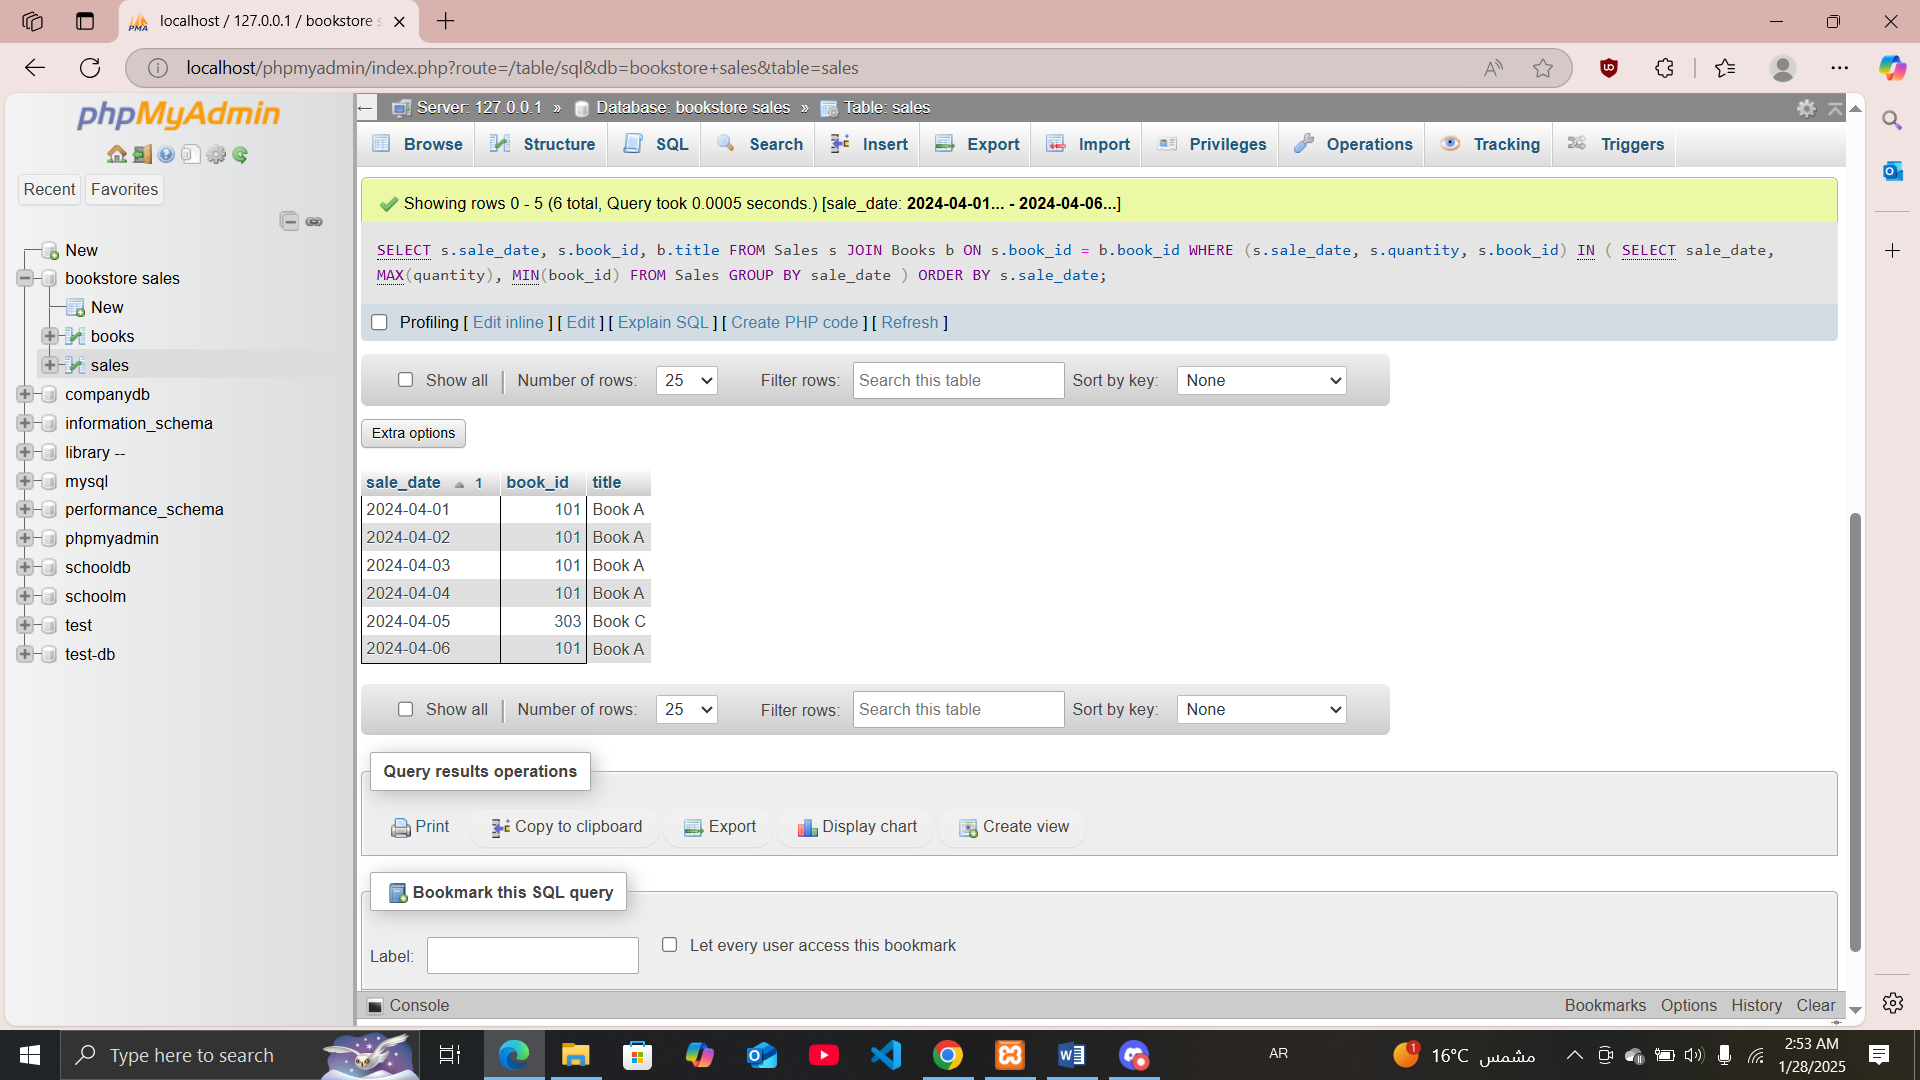 localhost / 127.0.0.1 / bookstore s
localhost/phpmyadmin/index.php?route=/table/sql&db=bookstore+sales&table=sales
phpMyAdmin
Recent
Favorites
New
bookstore sales
New
books
sales
companydb
information_schema
library --
mysql
performance_schema
phpmyadmin
schooldb
schoolm
test
test-db
Server: 127.0.0.1 » Database: bookstore sales » Table: sales
Browse Structure SQL Search Insert Export Import Privileges Operations Tracking Triggers
Showing rows 0 - 5 (6 total, Query took 0.0005 seconds.) [sale_date: 2024-04-01... - 2024-04-06...]
SELECT s.sale_date, s.book_id, b.title FROM Sales s JOIN Books b ON s.book_id = b.book_id WHERE (s.sale_date, s.quantity, s.book_id) IN ( SELECT sale_date,
MAX(quantity), MIN(book_id) FROM Sales GROUP BY sale_date ) ORDER BY s.sale_date;
Profiling [ Edit inline ] [ Edit ] [ Explain SQL ] [ Create PHP code ] [ Refresh ]
Show all Number of rows: 25 Filter rows: Search this table Sort by key: None
Extra options
sale_date 1 book_id title
2024-04-01 101 Book A
2024-04-02 101 Book A
2024-04-03 101 Book A
2024-04-04 101 Book A
2024-04-05 303 Book C
2024-04-06 101 Book A
Show all Number of rows: 25 Filter rows: Search this table Sort by key: None
Query results operations
Print Copy to clipboard Export Display chart Create view
Bookmark this SQL query
Label: Let every user access this bookmark
Console Bookmarks Options History Clear
Type here to search
AR
1
16°C مشمس
2:53 AM
1/28/2025